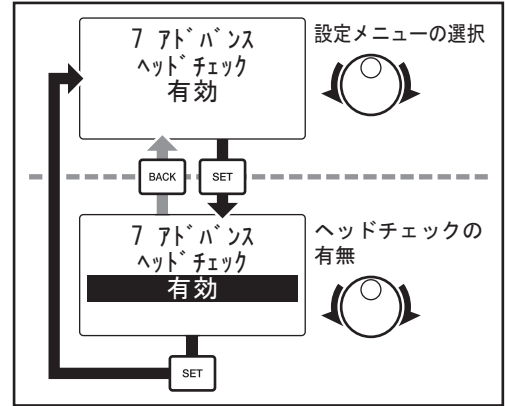 7 アドバンス
ヘッドチェック
有効
設定メニューの選択
BACK
SET
7 アドバンス
ヘッドチェック
有効
ヘッドチェックの
有無
SET